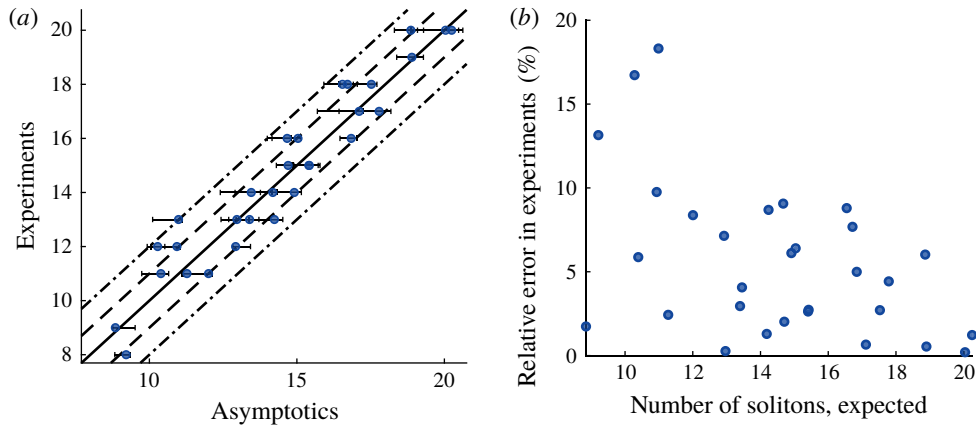 (a)
20
18
16
14
12
10
8
Experiments
10 15 20
Asymptotics
(b)
20
15
10
5
0
Relative error in experiments (%)
10 12 14 16 18 20
Number of solitons, expected